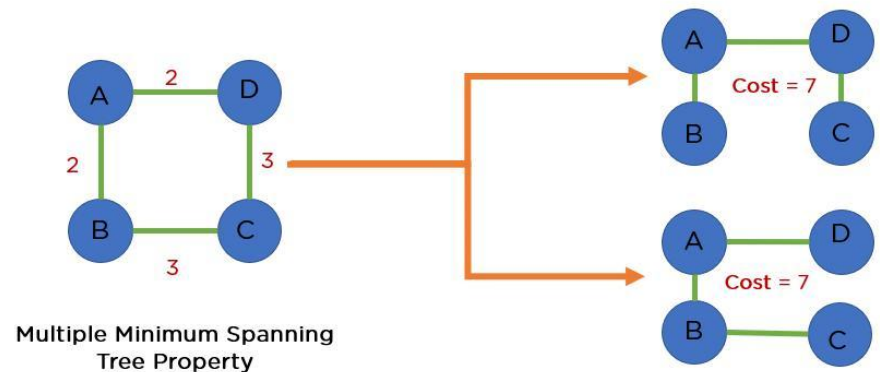 A
2
D
2
3
B
C
3
Multiple Minimum Spanning
Tree Property
A
D
Cost = 7
B
C
A
D
Cost = 7
B
C